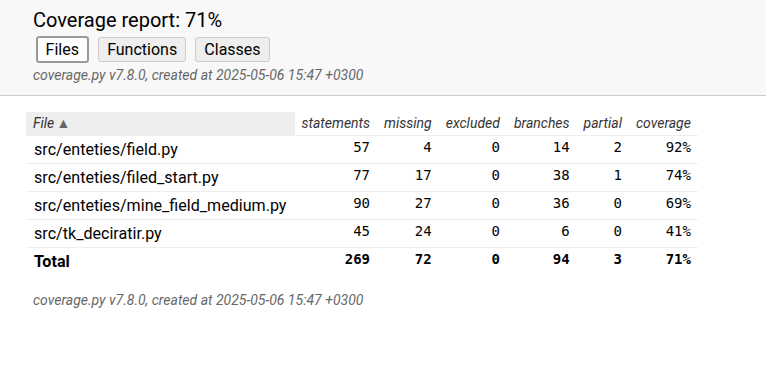 Coverage report: 71%
Files Functions Classes
coverage.py v7.8.0, created at 2025-05-06 15:47 +0300
File ▲ statements missing excluded branches partial coverage
src/enteties/field.py 57 4 0 14 2 92%
src/enteties/filed_start.py 77 17 0 38 1 74%
src/enteties/mine_field_medium.py 90 27 0 36 0 69%
src/tk_deciratir.py 45 24 0 6 0 41%
Total 269 72 0 94 3 71%
coverage.py v7.8.0, created at 2025-05-06 15:47 +0300